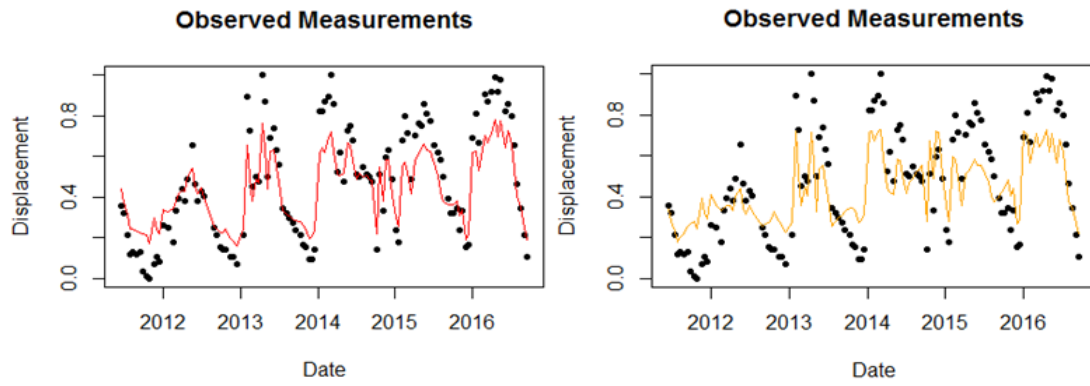 Observed Measurements
Displacement
0.8
0.4
0.0
2012 2013 2014 2015 2016
Date
Observed Measurements
Displacement
0.8
0.4
0.0
2012 2013 2014 2015 2016
Date